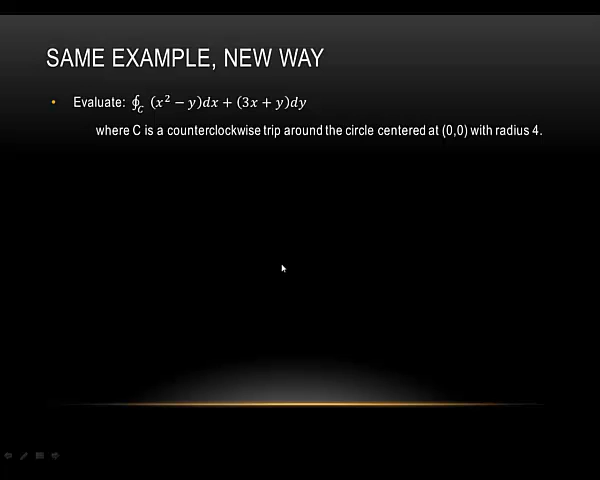 SAME EXAMPLE, NEW WAY
• Evaluate: ∮_C (x² − y)dx + (3x + y)dy
where C is a counterclockwise trip around the circle centered at (0,0) with radius 4.